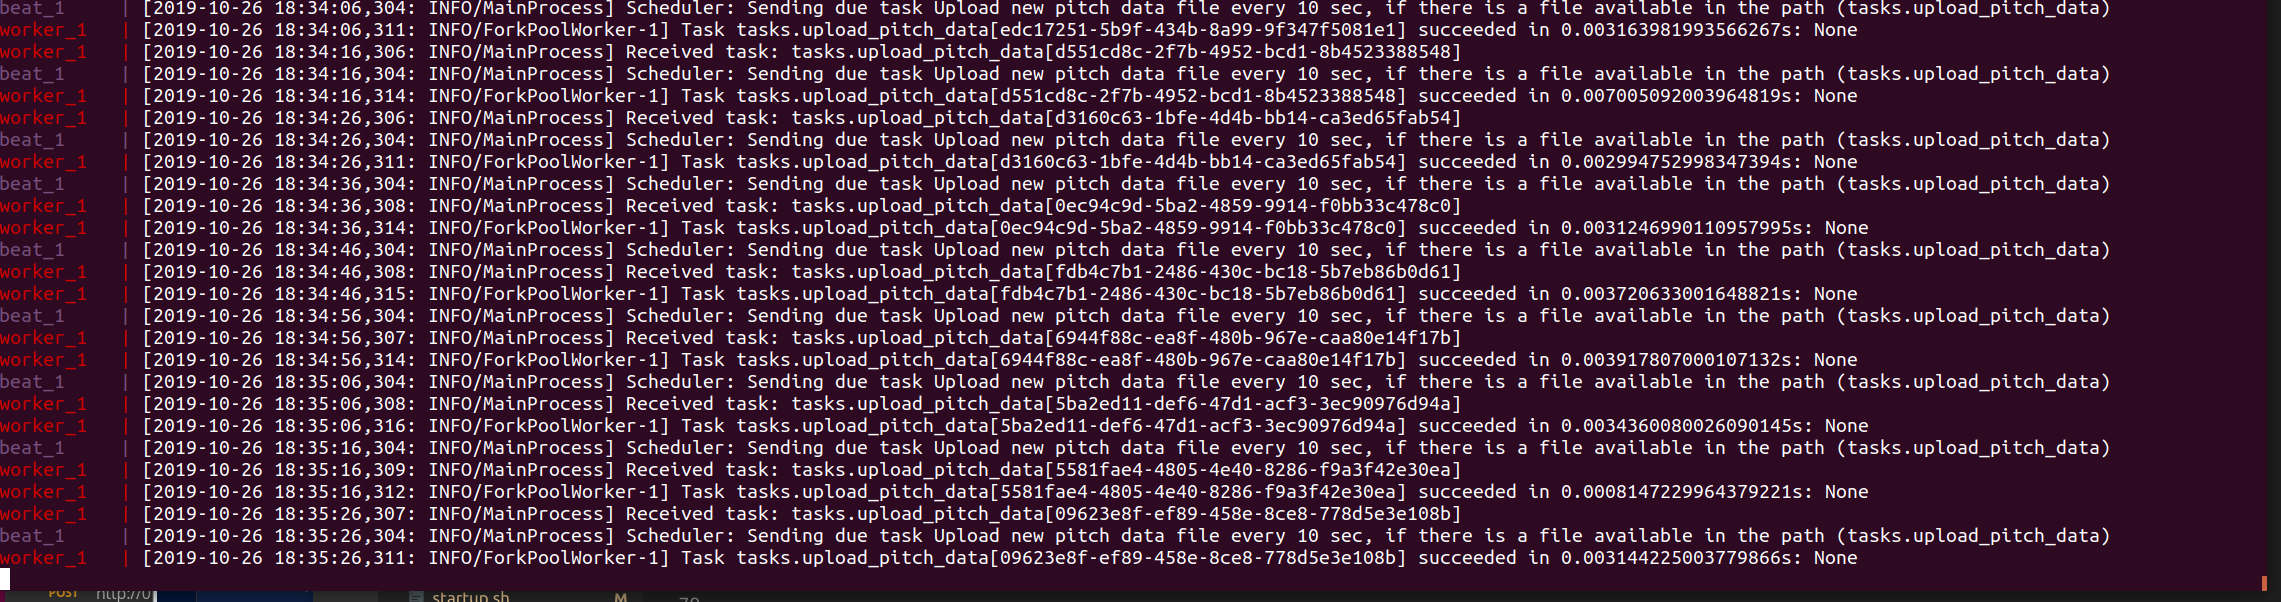 beat_1 | [2019-10-26 18:34:06,304: INFO/MainProcess] Scheduler: Sending due task Upload new pitch data file every 10 sec, if there is a file available in the path (tasks.upload_pitch_data)
worker_1 | [2019-10-26 18:34:06,311: INFO/ForkPoolWorker-1] Task tasks.upload_pitch_data[edc17251-5b9f-434b-8a99-9f347f5081e1] succeeded in 0.003163981993566267s: None
worker_1 | [2019-10-26 18:34:16,306: INFO/MainProcess] Received task: tasks.upload_pitch_data[d551cd8c-2f7b-4952-bcd1-8b4523388548]
beat_1 | [2019-10-26 18:34:16,304: INFO/MainProcess] Scheduler: Sending due task Upload new pitch data file every 10 sec, if there is a file available in the path (tasks.upload_pitch_data)
worker_1 | [2019-10-26 18:34:16,314: INFO/ForkPoolWorker-1] Task tasks.upload_pitch_data[d551cd8c-2f7b-4952-bcd1-8b4523388548] succeeded in 0.007005092003964819s: None
worker_1 | [2019-10-26 18:34:26,306: INFO/MainProcess] Received task: tasks.upload_pitch_data[d3160c63-1bfe-4d4b-bb14-ca3ed65fab54]
beat_1 | [2019-10-26 18:34:26,304: INFO/MainProcess] Scheduler: Sending due task Upload new pitch data file every 10 sec, if there is a file available in the path (tasks.upload_pitch_data)
worker_1 | [2019-10-26 18:34:26,311: INFO/ForkPoolWorker-1] Task tasks.upload_pitch_data[d3160c63-1bfe-4d4b-bb14-ca3ed65fab54] succeeded in 0.002994752998347394s: None
beat_1 | [2019-10-26 18:34:36,304: INFO/MainProcess] Scheduler: Sending due task Upload new pitch data file every 10 sec, if there is a file available in the path (tasks.upload_pitch_data)
worker_1 | [2019-10-26 18:34:36,308: INFO/MainProcess] Received task: tasks.upload_pitch_data[0ec94c9d-5ba2-4859-9914-f0bb33c478c0]
worker_1 | [2019-10-26 18:34:36,314: INFO/ForkPoolWorker-1] Task tasks.upload_pitch_data[0ec94c9d-5ba2-4859-9914-f0bb33c478c0] succeeded in 0.0031246990110957995s: None
beat_1 | [2019-10-26 18:34:46,304: INFO/MainProcess] Scheduler: Sending due task Upload new pitch data file every 10 sec, if there is a file available in the path (tasks.upload_pitch_data)
worker_1 | [2019-10-26 18:34:46,308: INFO/MainProcess] Received task: tasks.upload_pitch_data[fdb4c7b1-2486-430c-bc18-5b7eb86b0d61]
worker_1 | [2019-10-26 18:34:46,315: INFO/ForkPoolWorker-1] Task tasks.upload_pitch_data[fdb4c7b1-2486-430c-bc18-5b7eb86b0d61] succeeded in 0.003720633001648821s: None
beat_1 | [2019-10-26 18:34:56,304: INFO/MainProcess] Scheduler: Sending due task Upload new pitch data file every 10 sec, if there is a file available in the path (tasks.upload_pitch_data)
worker_1 | [2019-10-26 18:34:56,307: INFO/MainProcess] Received task: tasks.upload_pitch_data[6944f88c-ea8f-480b-967e-caa80e14f17b]
worker_1 | [2019-10-26 18:34:56,314: INFO/ForkPoolWorker-1] Task tasks.upload_pitch_data[6944f88c-ea8f-480b-967e-caa80e14f17b] succeeded in 0.003917807000107132s: None
beat_1 | [2019-10-26 18:35:06,304: INFO/MainProcess] Scheduler: Sending due task Upload new pitch data file every 10 sec, if there is a file available in the path (tasks.upload_pitch_data)
worker_1 | [2019-10-26 18:35:06,308: INFO/MainProcess] Received task: tasks.upload_pitch_data[5ba2ed11-def6-47d1-acf3-3ec90976d94a]
worker_1 | [2019-10-26 18:35:06,316: INFO/ForkPoolWorker-1] Task tasks.upload_pitch_data[5ba2ed11-def6-47d1-acf3-3ec90976d94a] succeeded in 0.0034360080026090145s: None
beat_1 | [2019-10-26 18:35:16,304: INFO/MainProcess] Scheduler: Sending due task Upload new pitch data file every 10 sec, if there is a file available in the path (tasks.upload_pitch_data)
worker_1 | [2019-10-26 18:35:16,309: INFO/MainProcess] Received task: tasks.upload_pitch_data[5581fae4-4805-4e40-8286-f9a3f42e30ea]
worker_1 | [2019-10-26 18:35:16,312: INFO/ForkPoolWorker-1] Task tasks.upload_pitch_data[5581fae4-4805-4e40-8286-f9a3f42e30ea] succeeded in 0.0008147229964379221s: None
worker_1 | [2019-10-26 18:35:26,307: INFO/MainProcess] Received task: tasks.upload_pitch_data[09623e8f-ef89-458e-8ce8-778d5e3e108b]
beat_1 | [2019-10-26 18:35:26,304: INFO/MainProcess] Scheduler: Sending due task Upload new pitch data file every 10 sec, if there is a file available in the path (tasks.upload_pitch_data)
worker_1 | [2019-10-26 18:35:26,311: INFO/ForkPoolWorker-1] Task tasks.upload_pitch_data[09623e8f-ef89-458e-8ce8-778d5e3e108b] succeeded in 0.003144225003779866s: None
POST http://0 startup.sh M